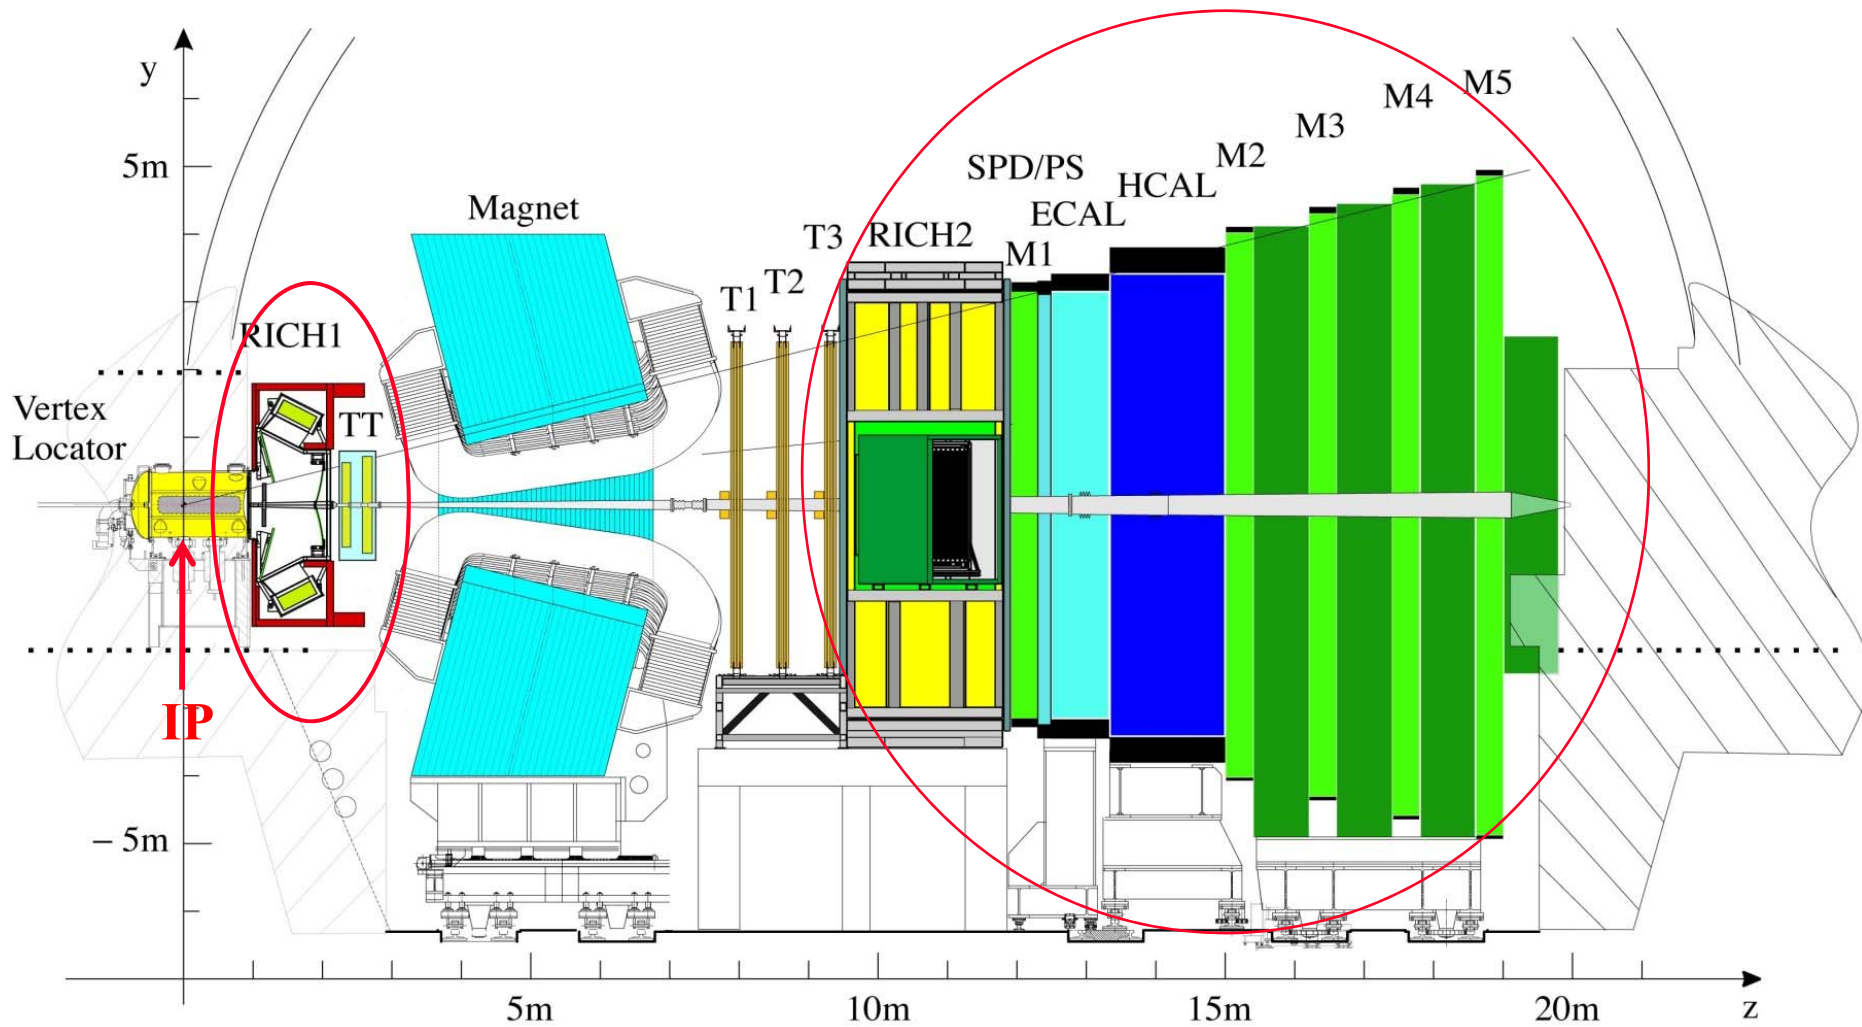 y
5m
Magnet
RICH1
Vertex
Locator
TT
T1
T2
T3
RICH2
M1
SPD/PS
ECAL
HCAL
M2
M3
M4
M5
IP
− 5m
5m
10m
15m
20m
z